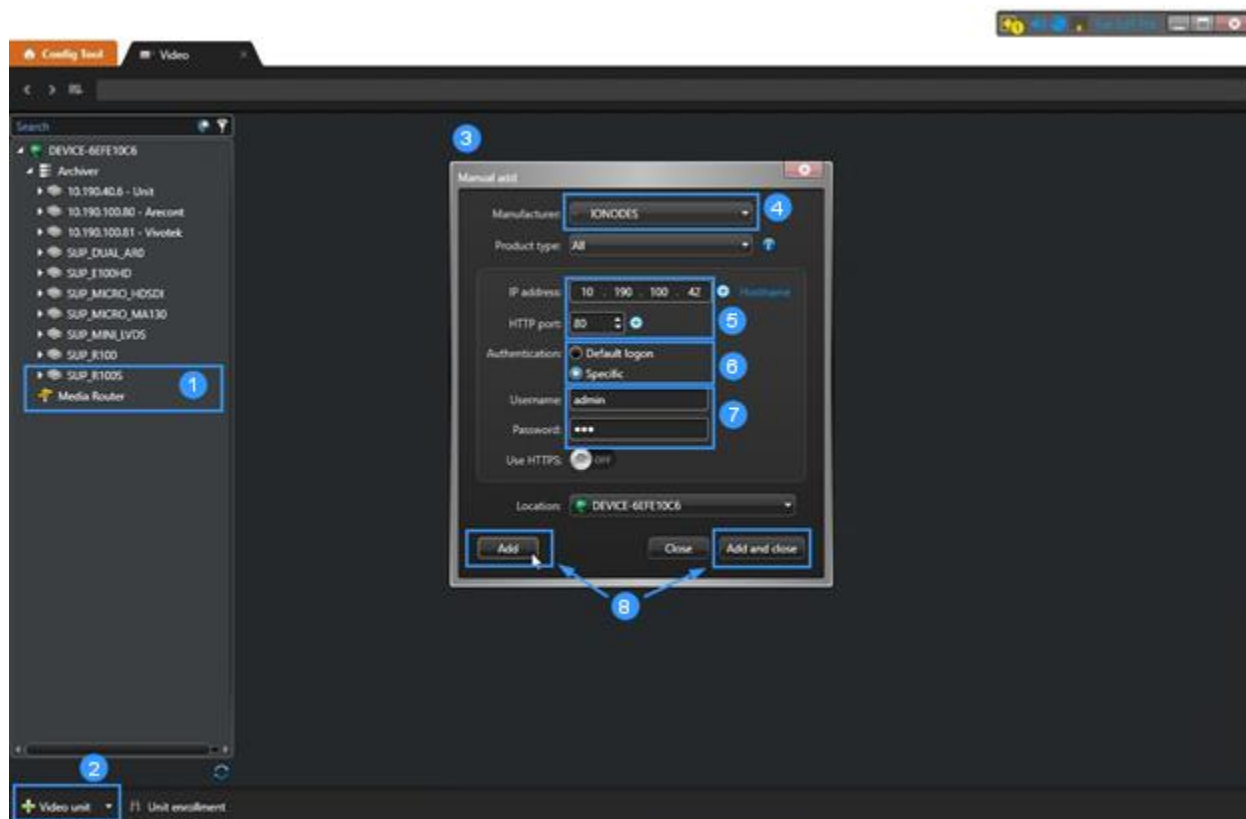 Config Tool
Video
Search
DEVICE-6EFE10C6
Archiver
10.190.40.6 - Unit
10.190.100.80 - Arecont
10.190.100.81 - Vivotek
SUP_DUAL_AR0
SUP_E100HD
SUP_MICRO_HDSDI
SUP_MICRO_MA130
SUP_MINI_LVDS
SUP_R100
SUP_R100S
1
Media Router
2
Video unit
Unit enrollment
3
Manual add
Manufacturer: IONODES
4
Product type: All
IP address: 10 . 190 . 100 . 42 Hostname
HTTP port: 80
5
Authentication: Default logon
Specific
6
Username: admin
7
Password: •••
Use HTTPS: OFF
Location: DEVICE-6EFE10C6
Add Close Add and close
8